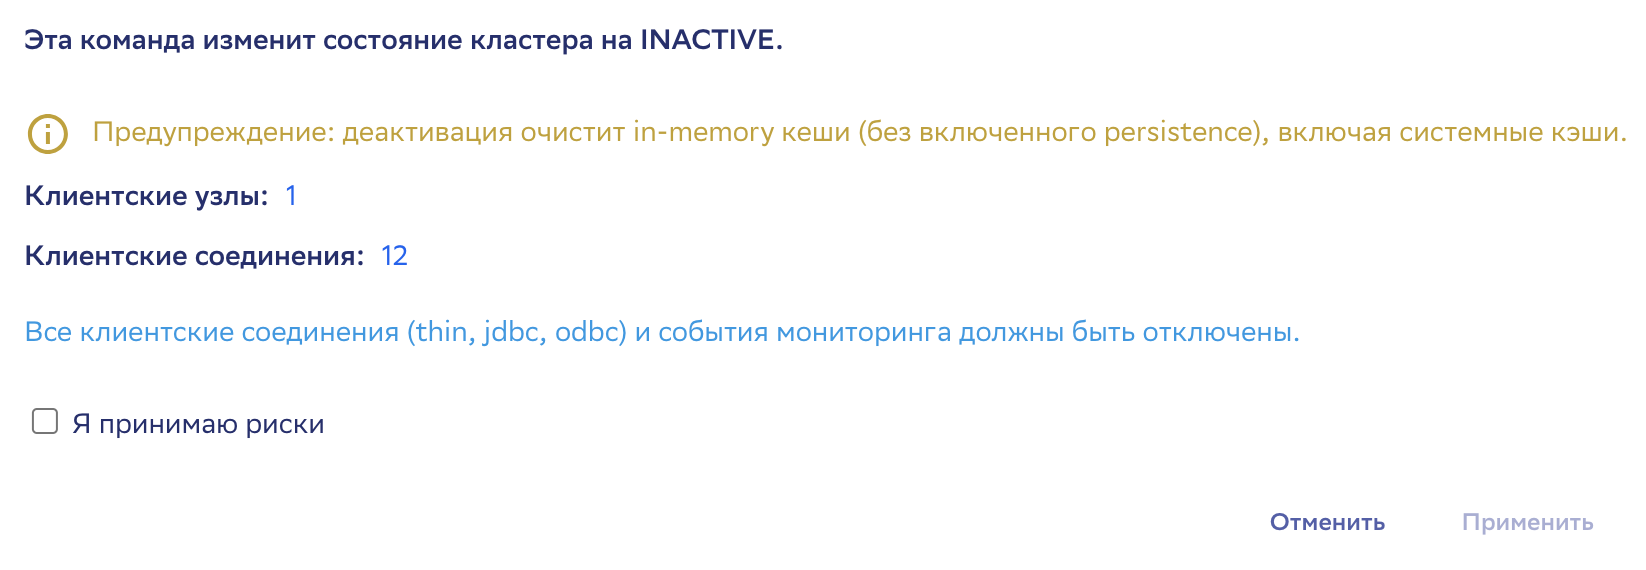 Эта команда изменит состояние кластера на INACTIVE.
Предупреждение: деактивация очистит in-memory кеши (без включенного persistence), включая системные кэши.
Клиентские узлы: 1
Клиентские соединения: 12
Все клиентские соединения (thin, jdbc, odbc) и события мониторинга должны быть отключены.
Я принимаю риски
Отменить Применить